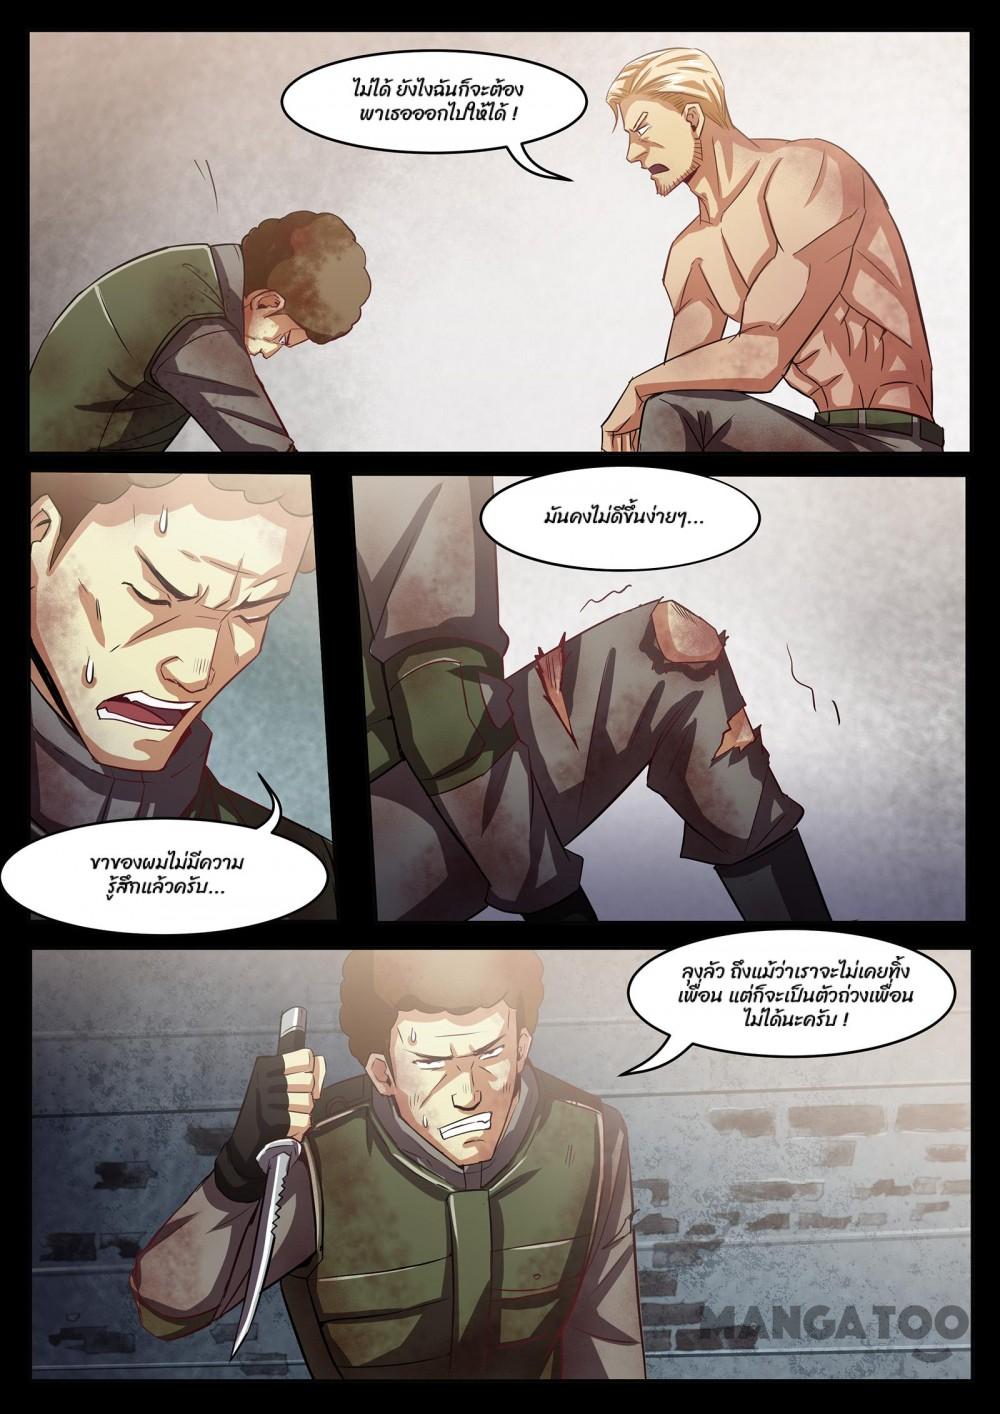 ไม่ได้ ยังไงฉันก็จะต้อง
พาเธอออกไปให้ได้ !
มันคงไม่ดีขึ้นง่ายๆ...
ขาของผมไม่มีความ
รู้สึกแล้วครับ...
ลุงลัว ถึงแม้ว่าเราจะไม่เคยทิ้ง
เพื่อน แต่ก็จะเป็นตัวถ่วงเพื่อน
ไม่ได้นะครับ !
MANGATOO